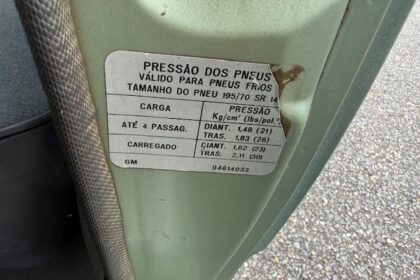 PRESSÃO DOS PNEUS
VÁLIDO PARA PNEUS FRIOS
TAMANHO DO PNEU 195/70 SR 14
CARGA PRESSÃO
Kg/cm² (lbs/pol.²)
ATÉ 4 PASSAG. DIANT. 1,48 (21)
TRAS. 1,83 (26)
CARREGADO DIANT. 1,62 (23)
TRAS. 2,11 (30)
GM 94614033